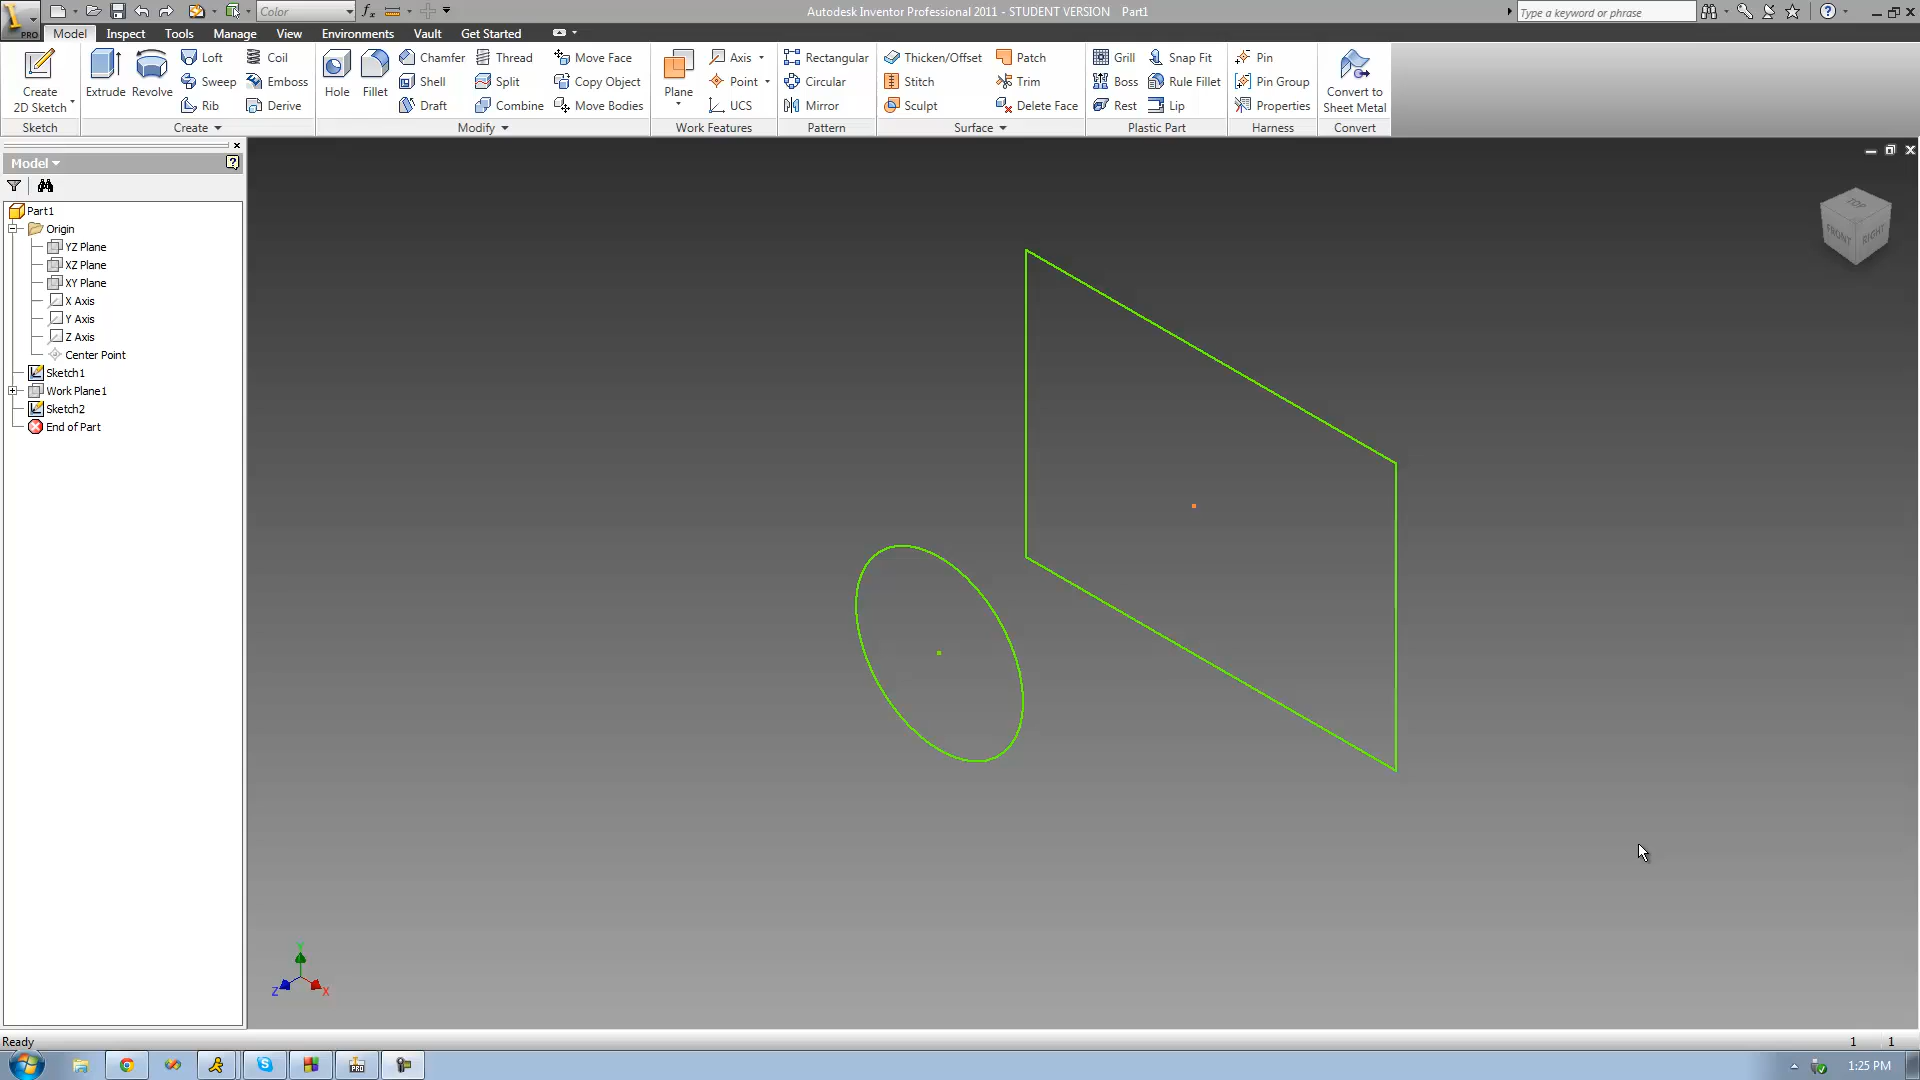 PRO
Color
Autodesk Inventor Professional 2011 - STUDENT VERSION Part1
Type a keyword or phrase
Model Inspect Tools Manage View Environments Vault Get Started
Create
2D Sketch
Extrude
Revolve
Loft
Sweep
Rib
Coil
Emboss
Derive
Hole
Fillet
Chamfer
Shell
Draft
Thread
Split
Combine
Move Face
Copy Object
Move Bodies
Plane
Axis
Point
UCS
Rectangular
Circular
Mirror
Thicken/Offset
Stitch
Sculpt
Patch
Trim
Delete Face
Grill
Boss
Rest
Snap Fit
Rule Fillet
Lip
Pin
Pin Group
Properties
Convert to
Sheet Metal
Sketch Create Modify Work Features Pattern Surface Plastic Part Harness Convert
Model
Part1
Origin
YZ Plane
XZ Plane
XY Plane
X Axis
Y Axis
Z Axis
Center Point
Sketch1
Work Plane1
Sketch2
End of Part
TOP
FRONT RIGHT
Y
Z X
Ready
1 1
PRO
1:25 PM